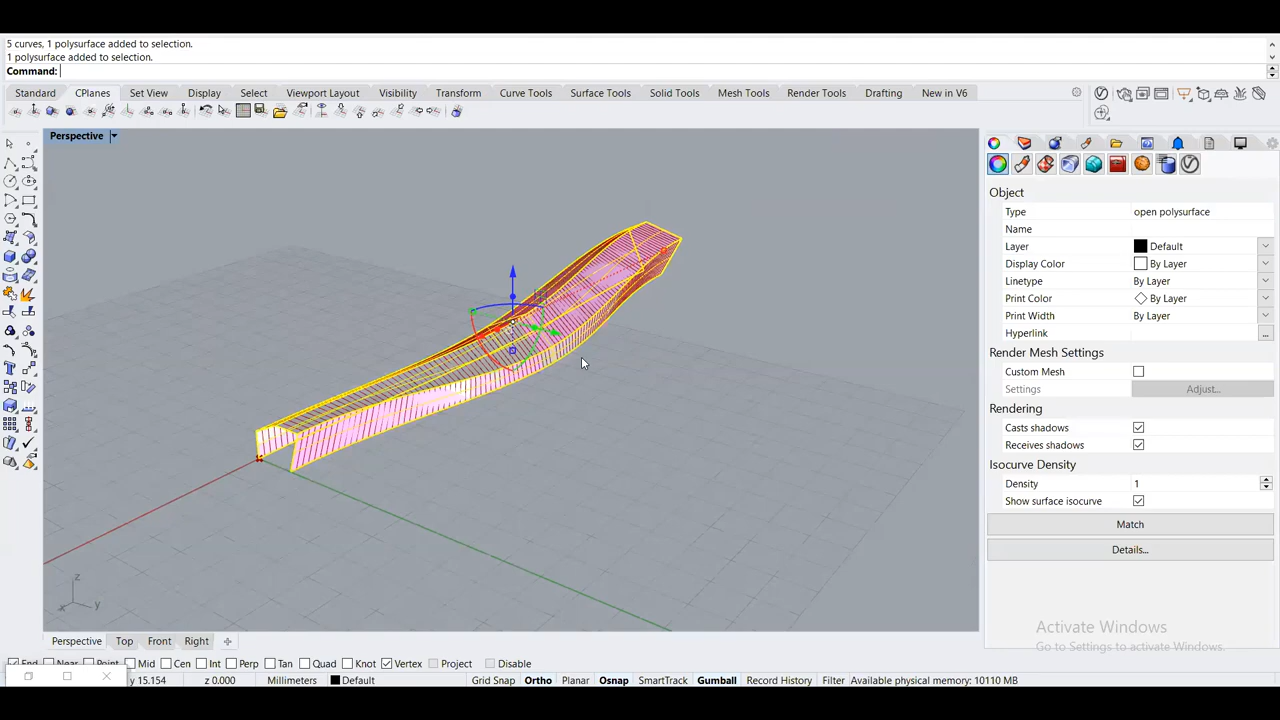 5 curves, 1 polysurface added to selection.
1 polysurface added to selection.
Command:
Standard CPlanes Set View Display Select Viewport Layout Visibility Transform Curve Tools Surface Tools Solid Tools Mesh Tools Render Tools Drafting New in V6
Perspective
Object
Type open polysurface
Name
Layer Default
Display Color By Layer
Linetype By Layer
Print Color By Layer
Print Width By Layer
Hyperlink ...
Render Mesh Settings
Custom Mesh
Settings Adjust...
Rendering
Casts shadows
Receives shadows
Isocurve Density
Density 1
Show surface isocurve
Match
Details...
z
x y
Activate Windows
Go to Settings to activate Windows.
Perspective Top Front Right
End Near Point Mid Cen Int Perp Tan Quad Knot Vertex Project Disable
y 15.154 z 0.000 Millimeters Default Grid Snap Ortho Planar Osnap SmartTrack Gumball Record History Filter Available physical memory: 10110 MB